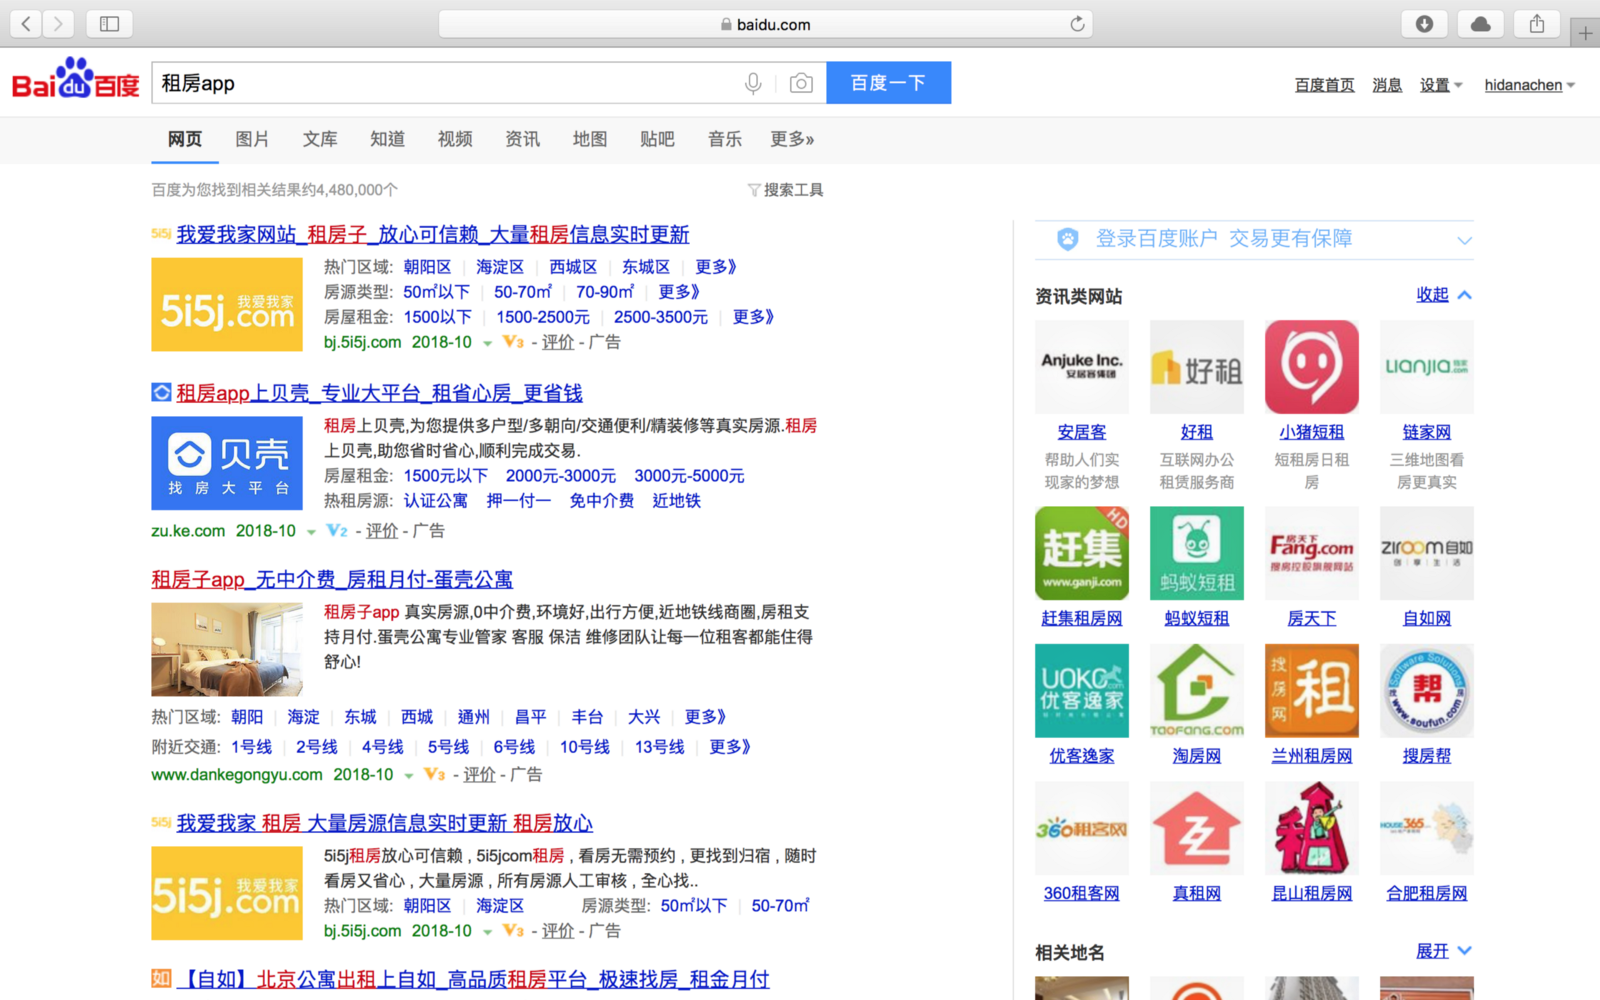 baidu.com
Bai du 百度
租房app
百度一下
百度首页 消息 设置 hidanachen
网页 图片 文库 知道 视频 资讯 地图 贴吧 音乐 更多»
百度为您找到相关结果约4,480,000个
搜索工具
5i5j 我爱我家网站_租房子_放心可信赖_大量租房信息实时更新
5i5j.com 我爱我家
热门区域: 朝阳区 海淀区 西城区 东城区 更多》
房源类型: 50㎡以下 50-70㎡ 70-90㎡ 更多》
房屋租金: 1500以下 1500-2500元 2500-3500元 更多》
bj.5i5j.com 2018-10 V3 - 评价 - 广告
租房app上贝壳_专业大平台_租省心房_更省钱
贝壳
找房大平台
租房上贝壳,为您提供多户型/多朝向/交通便利/精装修等真实房源.租房
上贝壳,助您省时省心,顺利完成交易.
房屋租金: 1500元以下 2000元-3000元 3000元-5000元
热租房源: 认证公寓 押一付一 免中介费 近地铁
zu.ke.com 2018-10 V2 - 评价 - 广告
租房子app_无中介费_房租月付-蛋壳公寓
租房子app 真实房源,0中介费,环境好,出行方便,近地铁线商圈,房租支
持月付.蛋壳公寓专业管家 客服 保洁 维修团队让每一位租客都能住得
舒心!
热门区域: 朝阳 海淀 东城 西城 通州 昌平 丰台 大兴 更多》
附近交通: 1号线 2号线 4号线 5号线 6号线 10号线 13号线 更多》
www.dankegongyu.com 2018-10 V3 - 评价 - 广告
5i5j 我爱我家 租房 大量房源信息实时更新 租房放心
5i5j.com 我爱我家
5i5j租房放心可信赖 , 5i5jcom租房 , 看房无需预约 , 更找到归宿 , 随时
看房又省心 , 大量房源 , 所有房源人工审核 , 全心找..
热门区域: 朝阳区 海淀区 房源类型: 50㎡以下 50-70㎡
bj.5i5j.com 2018-10 V3 - 评价 - 广告
如 【自如】北京公寓出租上自如_高品质租房平台_极速找房_租金月付
登录百度账户 交易更有保障
资讯类网站 收起
Anjuke Inc.
安居客集团
好租
LIANJIA.com 链家
安居客 好租 小猪短租 链家网
帮助人们实 互联网办公 短租房日租 三维地图看
现家的梦想 租赁服务商 房 房更真实
赶集 HD
www.ganji.com
蚂蚁短租
房天下
Fang.com
搜房控股旗舰网站
ziroom自如
创享生活
赶集租房网 蚂蚁短租 房天下 自如网
UOKO.com
优客逸家
TAOFANG.com
搜房网 租
Software Solutions
帮
www.soufun.com
优客逸家 淘房网 兰州租房网 搜房帮
360租客网
租
HOUSE365.com
360租客网 真租网 昆山租房网 合肥租房网
相关地名 展开